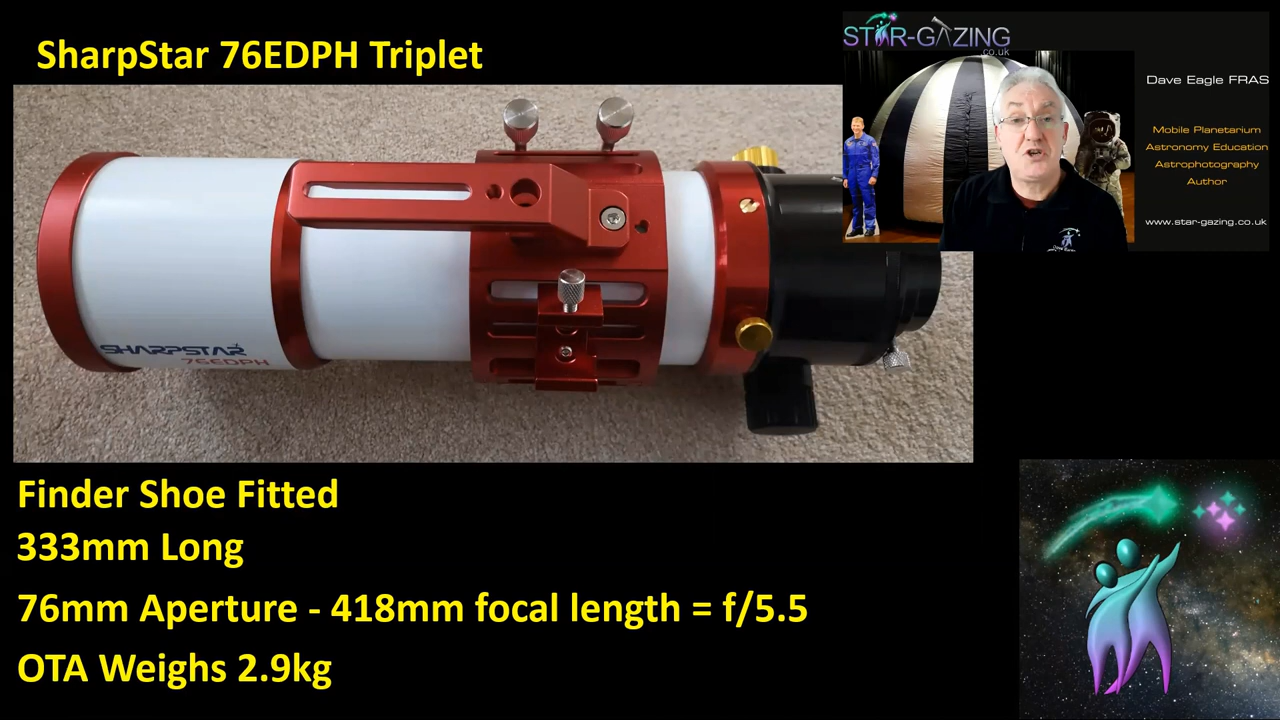 SharpStar 76EDPH Triplet
STAR-GAZING
.co.uk
Dave Eagle FRAS
Mobile Planetarium
Astronomy Education
Astrophotography
Author
www.star-gazing.co.uk
SHARPSTAR
76EDPH
Finder Shoe Fitted
333mm Long
76mm Aperture - 418mm focal length = f/5.5
OTA Weighs 2.9kg